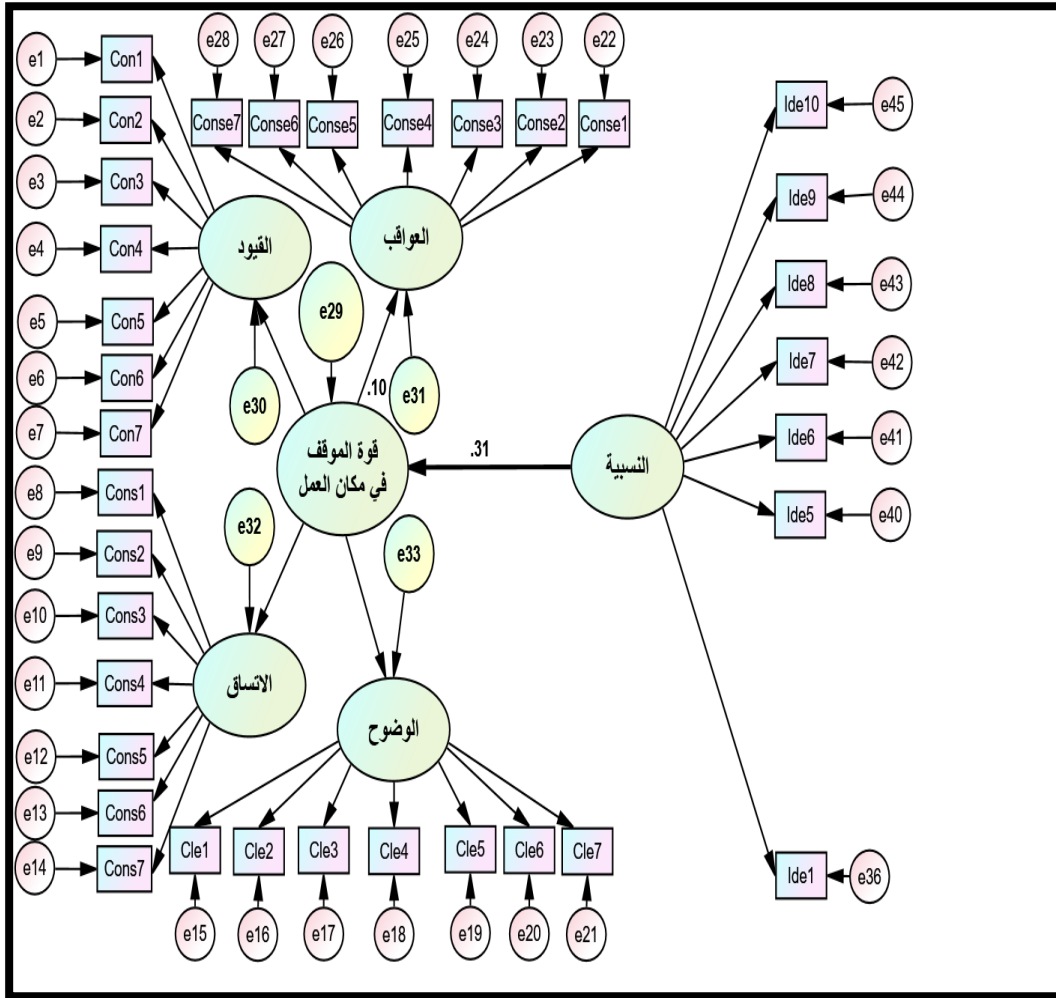 e28
e27
e26
e25
e24
e23
e22
Conse7
Conse6
Conse5
Conse4
Conse3
Conse2
Conse1
e1
Con1
e2
Con2
e3
Con3
e4
Con4
e5
Con5
e6
Con6
e7
Con7
القيود
العواقب
e29
e30
.10
e31
قوة الموقف
في مكان العمل
.31
النسبية
Ide10
e45
Ide9
e44
Ide8
e43
Ide7
e42
Ide6
e41
Ide5
e40
Ide1
e36
e32
e33
e8
Cons1
e9
Cons2
e10
Cons3
e11
Cons4
e12
Cons5
e13
Cons6
e14
Cons7
الاتساق
الوضوح
Cle1
Cle2
Cle3
Cle4
Cle5
Cle6
Cle7
e15
e16
e17
e18
e19
e20
e21